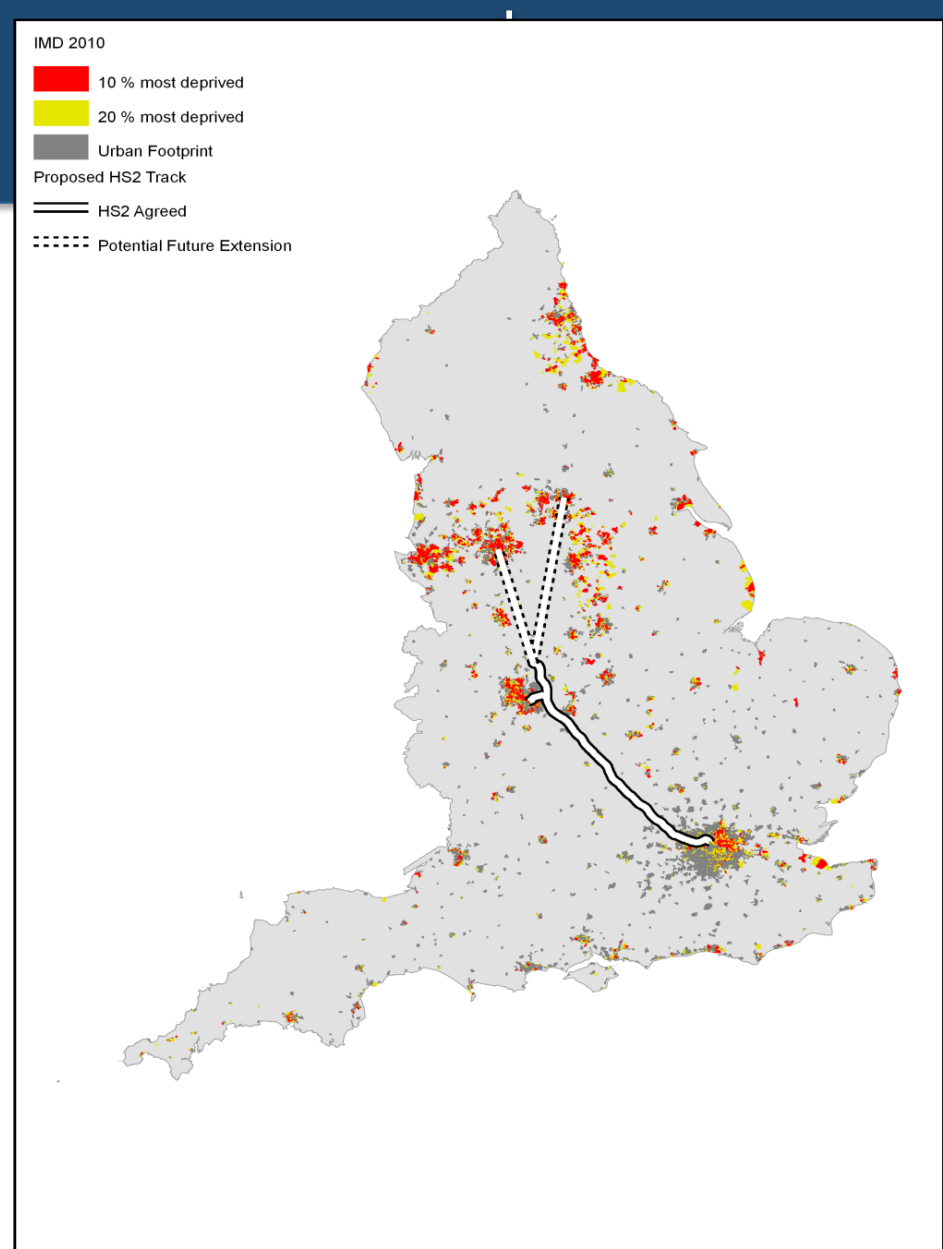 IMD 2010
10 % most deprived
20 % most deprived
Urban Footprint
Proposed HS2 Track
HS2 Agreed
Potential Future Extension